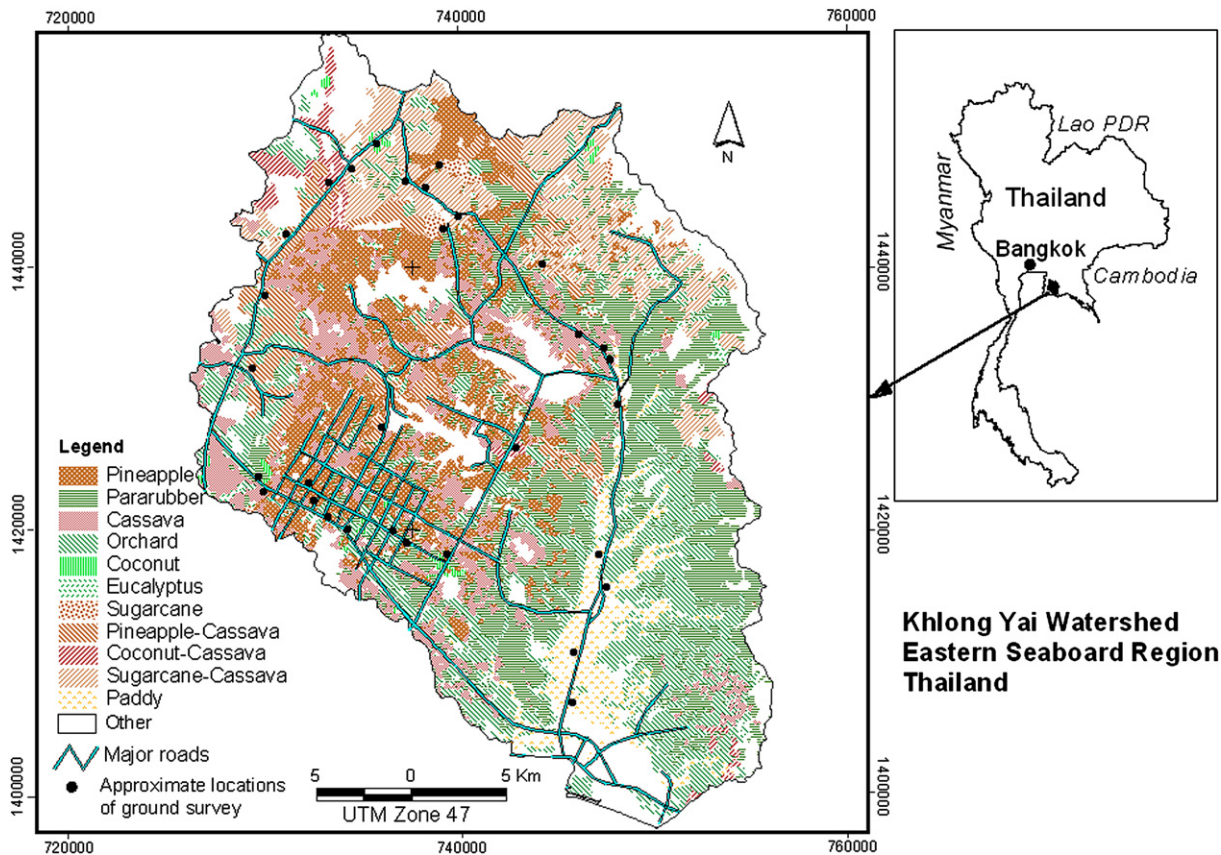 720000
740000
760000
1440000
1420000
1400000
N
Legend
Pineapple
Pararubber
Cassava
Orchard
Coconut
Eucalyptus
Sugarcane
Pineapple-Cassava
Coconut-Cassava
Sugarcane-Cassava
Paddy
Other
Major roads
Approximate locations
of ground survey
5 0 5 Km
UTM Zone 47
1440000
1420000
1400000
720000
740000
760000
Lao PDR
Myanmar
Thailand
Bangkok
Cambodia
Khlong Yai Watershed
Eastern Seaboard Region
Thailand